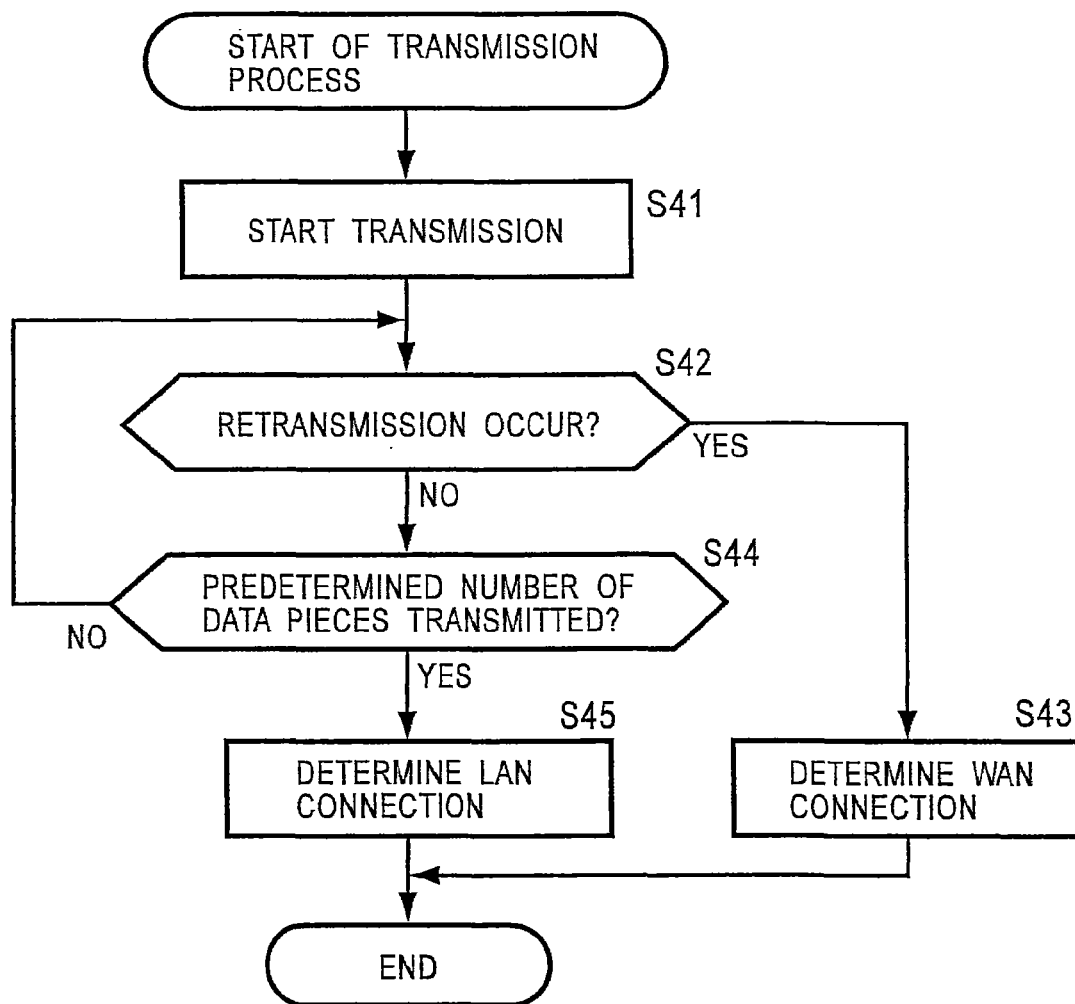 START OF TRANSMISSION
PROCESS
S41
START TRANSMISSION
S42
RETRANSMISSION OCCUR?
YES
NO
S44
PREDETERMINED NUMBER OF
DATA PIECES TRANSMITTED?
NO
YES
S45
S43
DETERMINE LAN
CONNECTION
DETERMINE WAN
CONNECTION
END